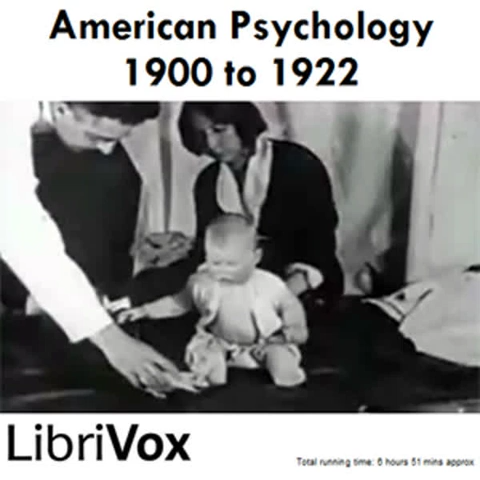 American Psychology
1900 to 1922
LibriVox
Total running time: 6 hours 51 mins approx